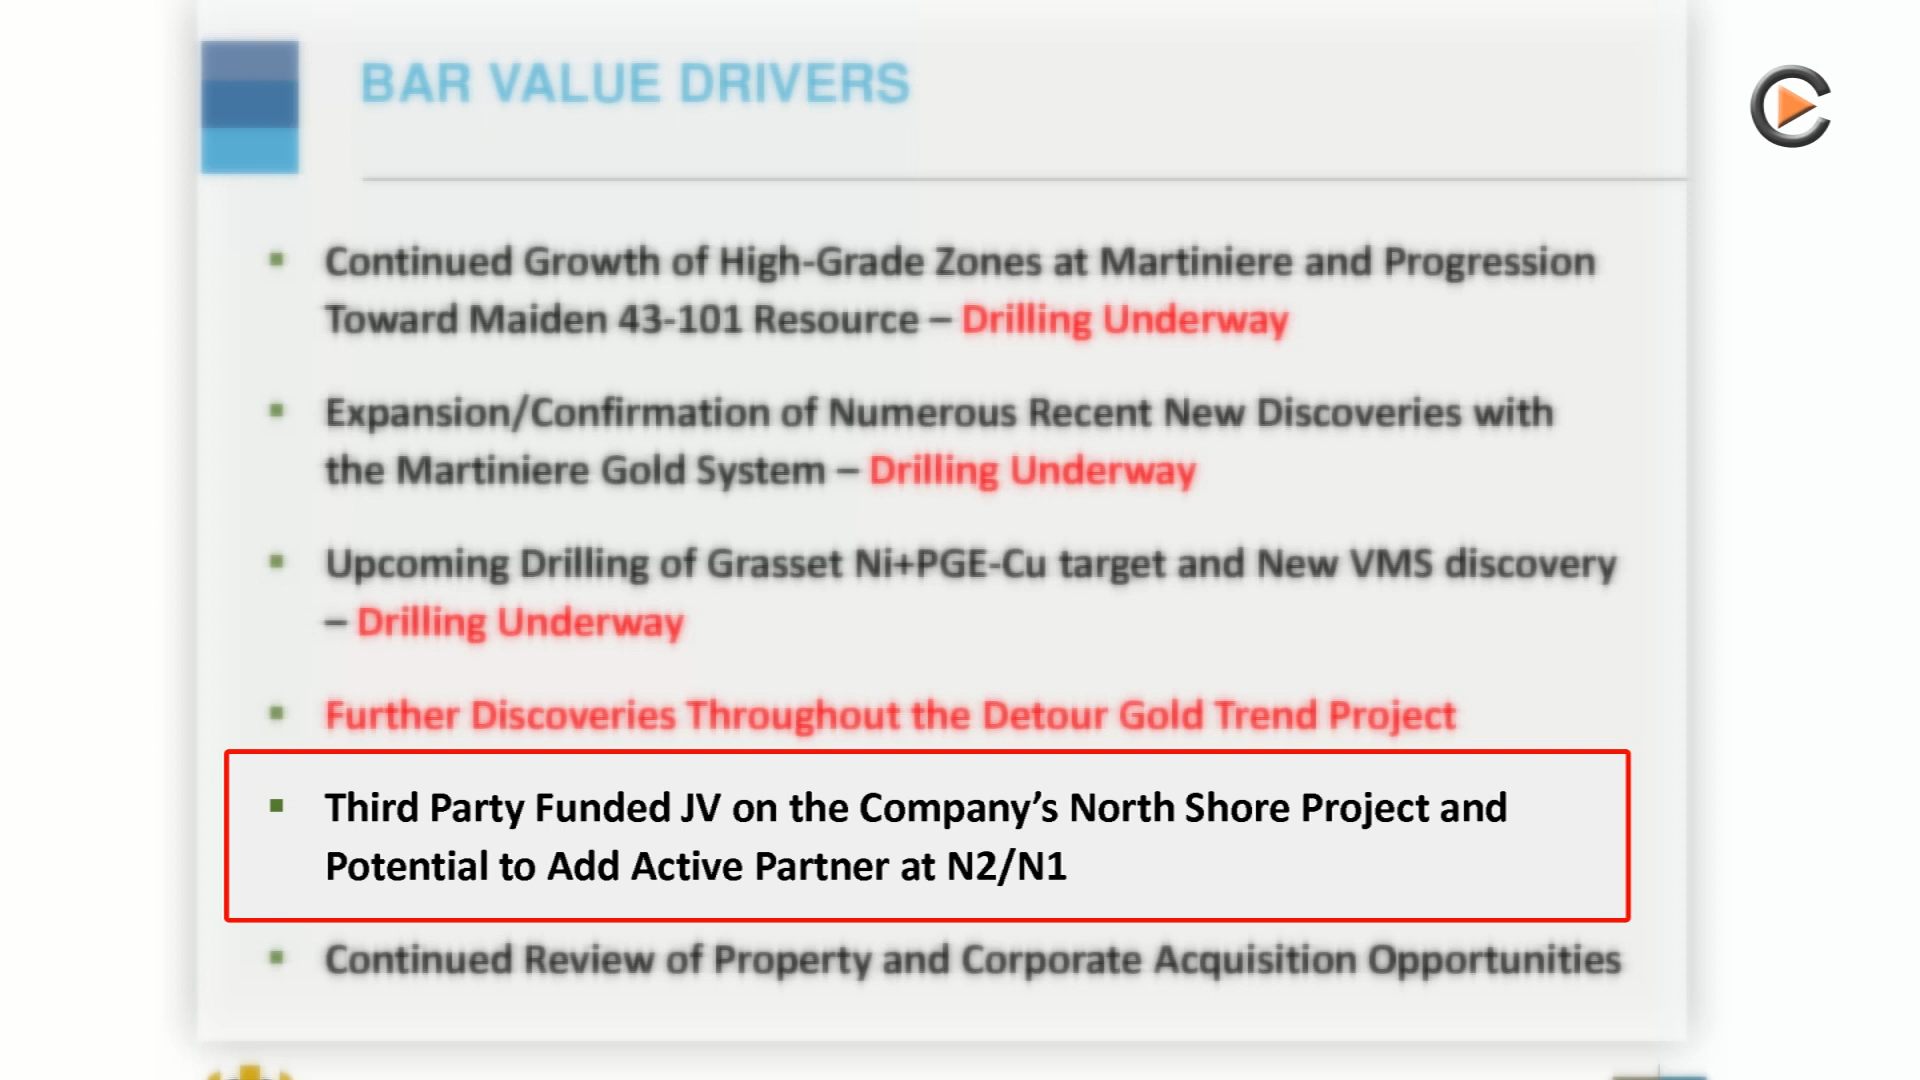 BAR VALUE DRIVERS
Continued Growth of High-Grade Zones at Martiniere and Progression
Toward Maiden 43-101 Resource – Drilling Underway
Expansion/Confirmation of Numerous Recent New Discoveries with
the Martiniere Gold System – Drilling Underway
Upcoming Drilling of Grasset Ni+PGE-Cu target and New VMS discovery
– Drilling Underway
Further Discoveries Throughout the Detour Gold Trend Project
Third Party Funded JV on the Company’s North Shore Project and
Potential to Add Active Partner at N2/N1
Continued Review of Property and Corporate Acquisition Opportunities